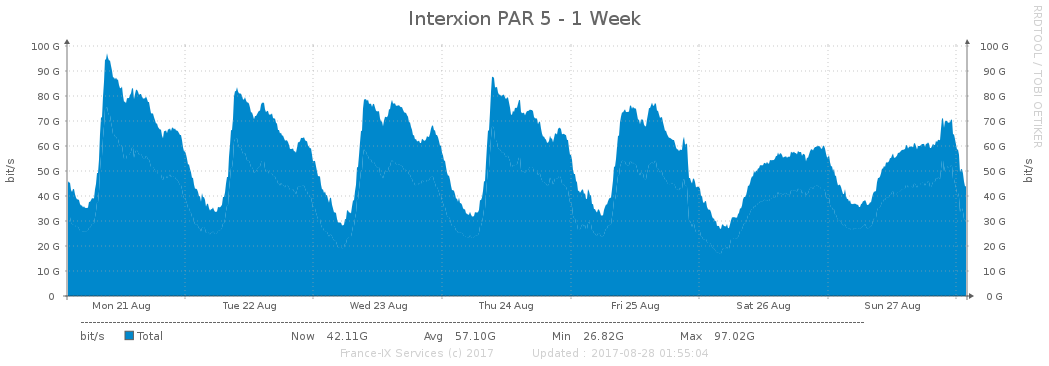 Interxion PAR 5 - 1 Week
RRDTOOL / TOBI OETIKER
bit/s
bit/s
100 G 100 G
90 G 90 G
80 G 80 G
70 G 70 G
60 G 60 G
50 G 50 G
40 G 40 G
30 G 30 G
20 G 20 G
10 G 10 G
0 0 G
Mon 21 Aug Tue 22 Aug Wed 23 Aug Thu 24 Aug Fri 25 Aug Sat 26 Aug Sun 27 Aug
bit/s Total Now 42.11G Avg 57.10G Min 26.82G Max 97.02G
France-IX Services (c) 2017 Updated : 2017-08-28 01:55:04